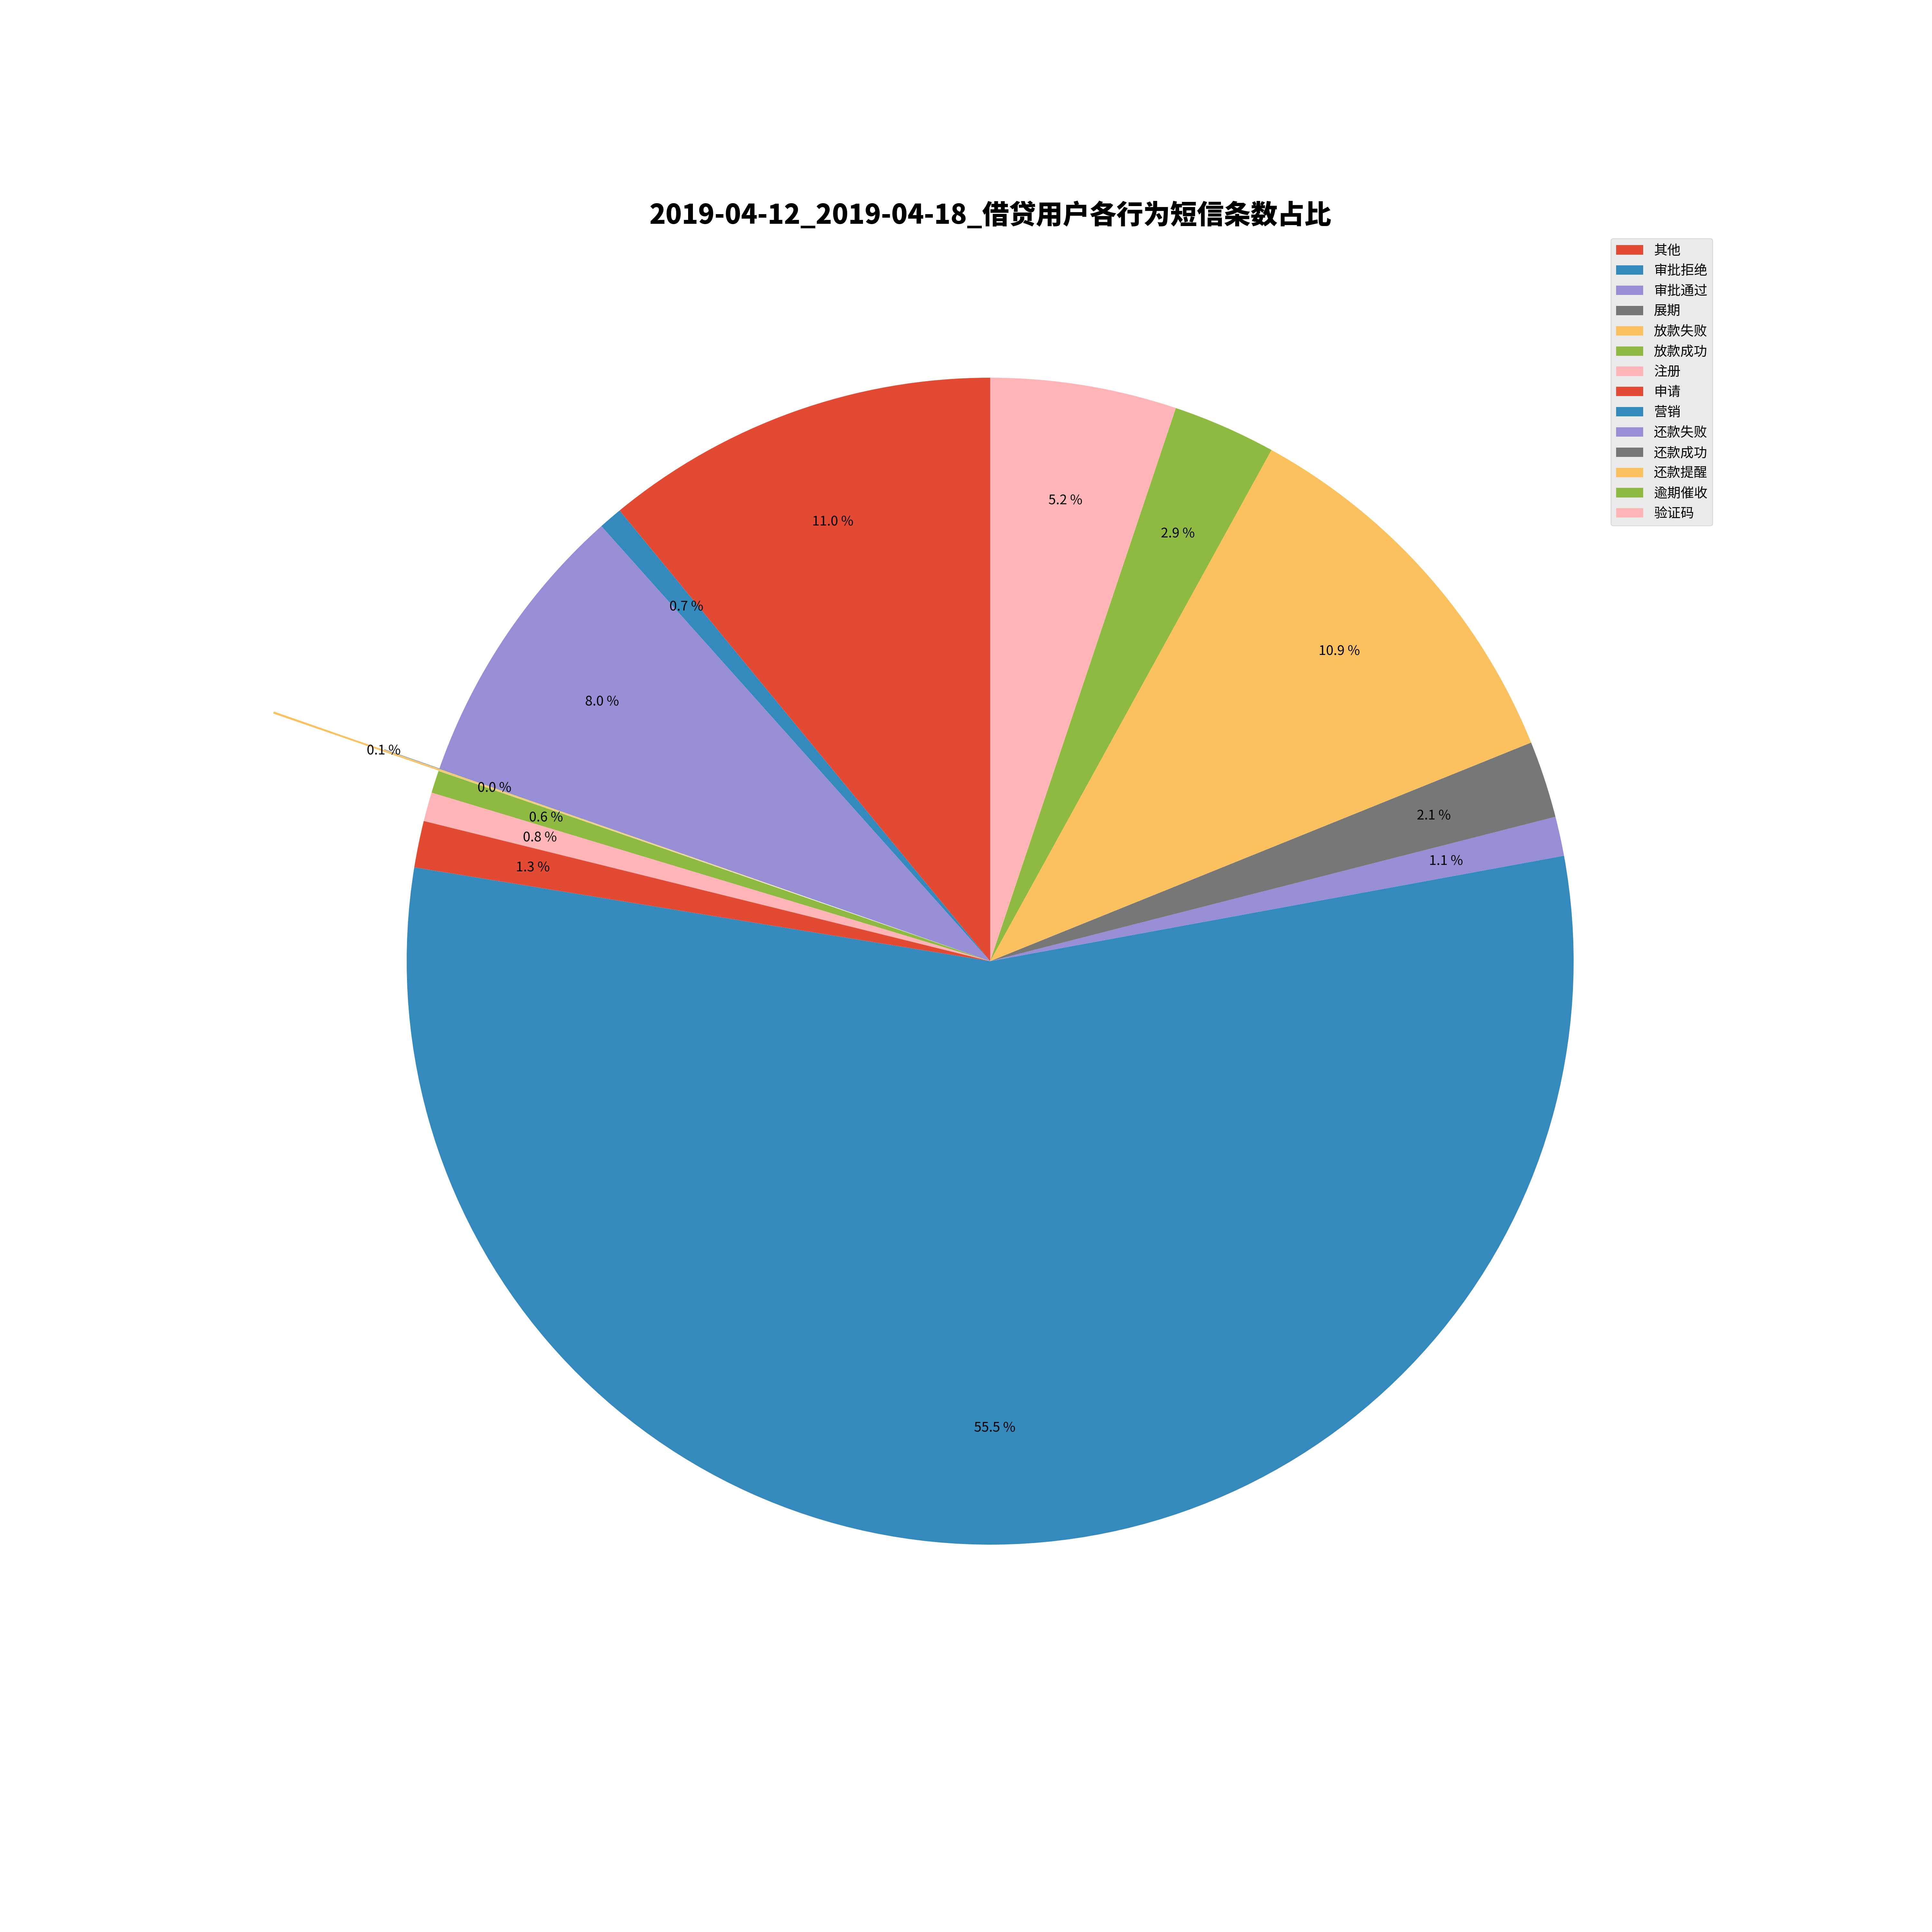 2019-04-12_2019-04-18_借贷用户各行为短信条数占比
其他
审批拒绝
审批通过
展期
放款失败
放款成功
注册
申请
营销
还款失败
还款成功
还款提醒
逾期催收
验证码
5.2 %
11.0 %
2.9 %
0.7 %
10.9 %
8.0 %
0.1 %
0.0 %
0.6 %
2.1 %
0.8 %
1.1 %
1.3 %
55.5 %